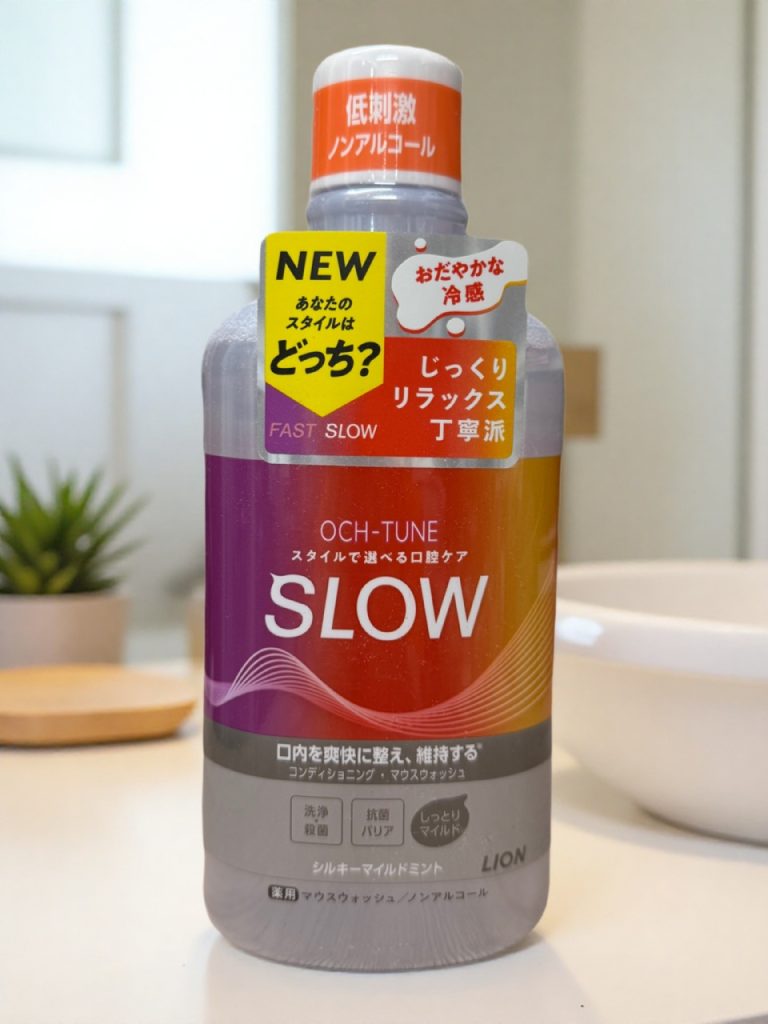 低刺激
ノンアルコール
NEW
あなたの
スタイルは
どっち?
FAST SLOW
おだやかな
冷感
じっくり
リラックス
丁寧派
OCH-TUNE
スタイルで選べる口腔ケア
SLOW
口内を爽快に整え、維持する※
コンディショニング・マウスウォッシュ
洗浄
殺菌
抗菌
バリア
しっとり
マイルド
シルキーマイルドミント
LION
薬用 マウスウォッシュ/ノンアルコール